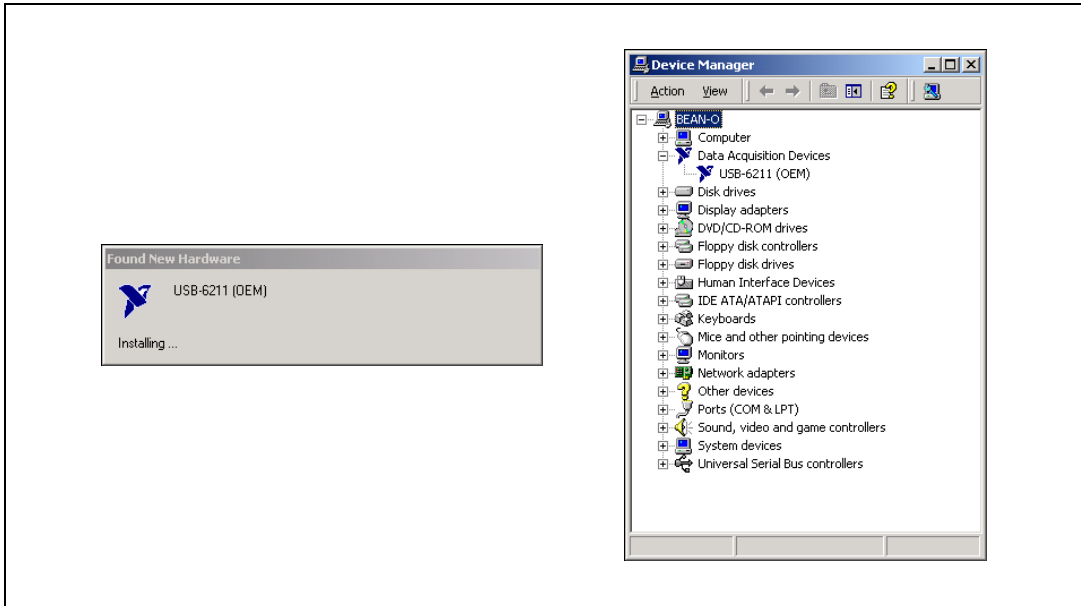 Found New Hardware
USB-6211 (OEM)
Installing ...
Device Manager
Action View
BEAN-O
Computer
Data Acquisition Devices
USB-6211 (OEM)
Disk drives
Display adapters
DVD/CD-ROM drives
Floppy disk controllers
Floppy disk drives
Human Interface Devices
IDE ATA/ATAPI controllers
Keyboards
Mice and other pointing devices
Monitors
Network adapters
Other devices
Ports (COM & LPT)
Sound, video and game controllers
System devices
Universal Serial Bus controllers